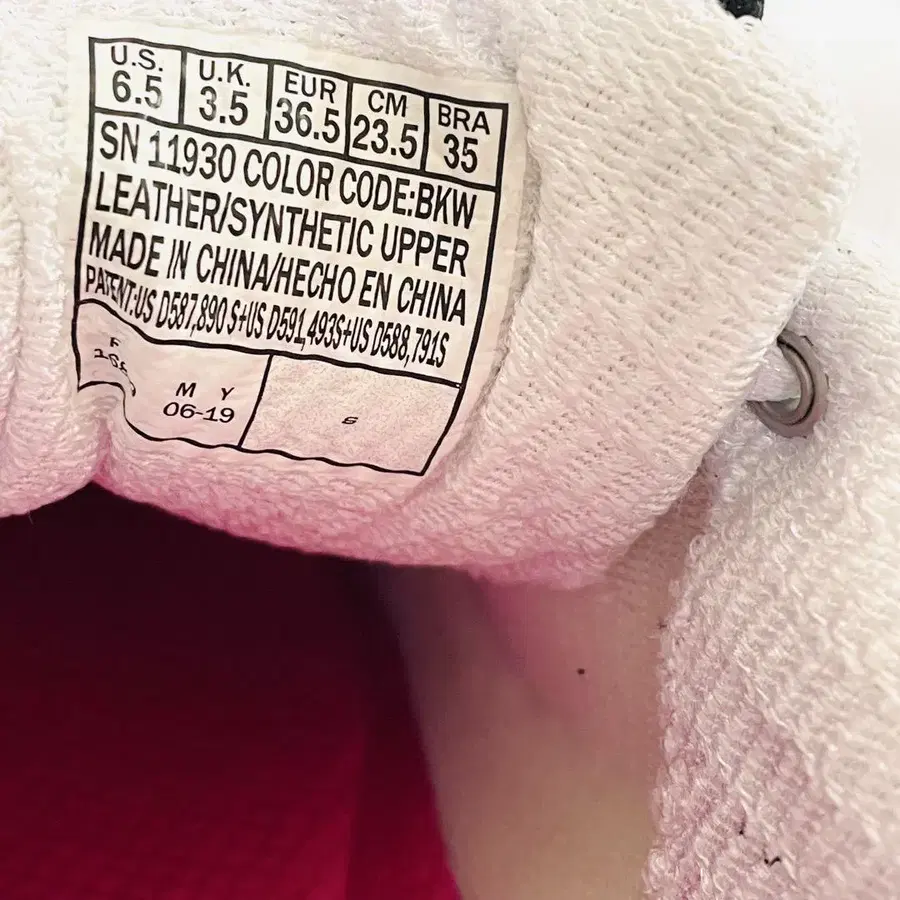 U.S. U.K. EUR CM BRA
6.5 3.5 36.5 23.5 35
SN 11930 COLOR CODE:BKW
LEATHER/SYNTHETIC UPPER
MADE IN CHINA/HECHO EN CHINA
PATENT:US D587,890 S+US D591,493S+US D588,791S
F M Y
06-19